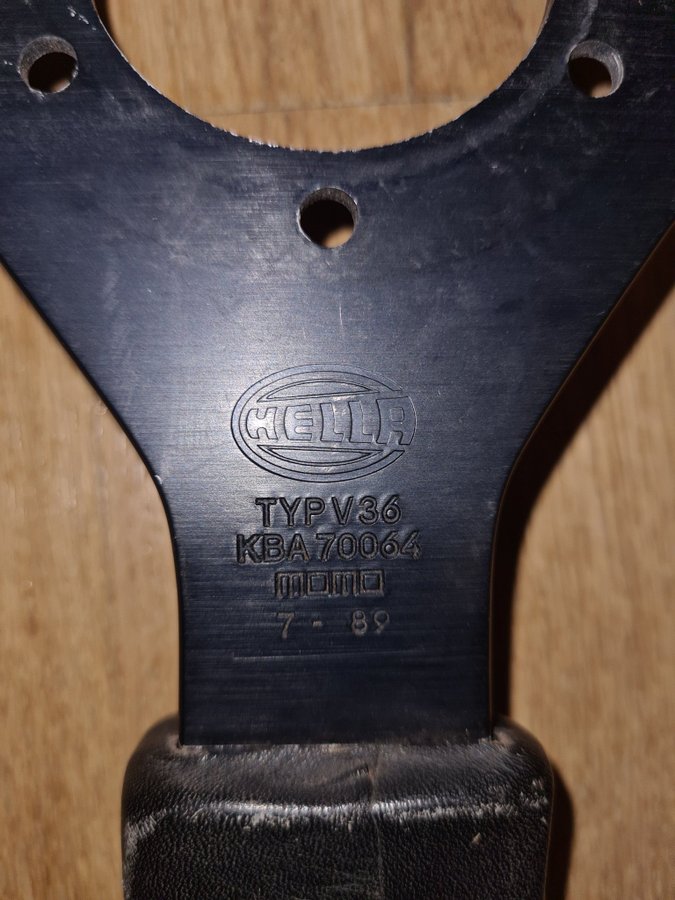 HELLA
TYP V36
KBA 70064
momo
7 - 89